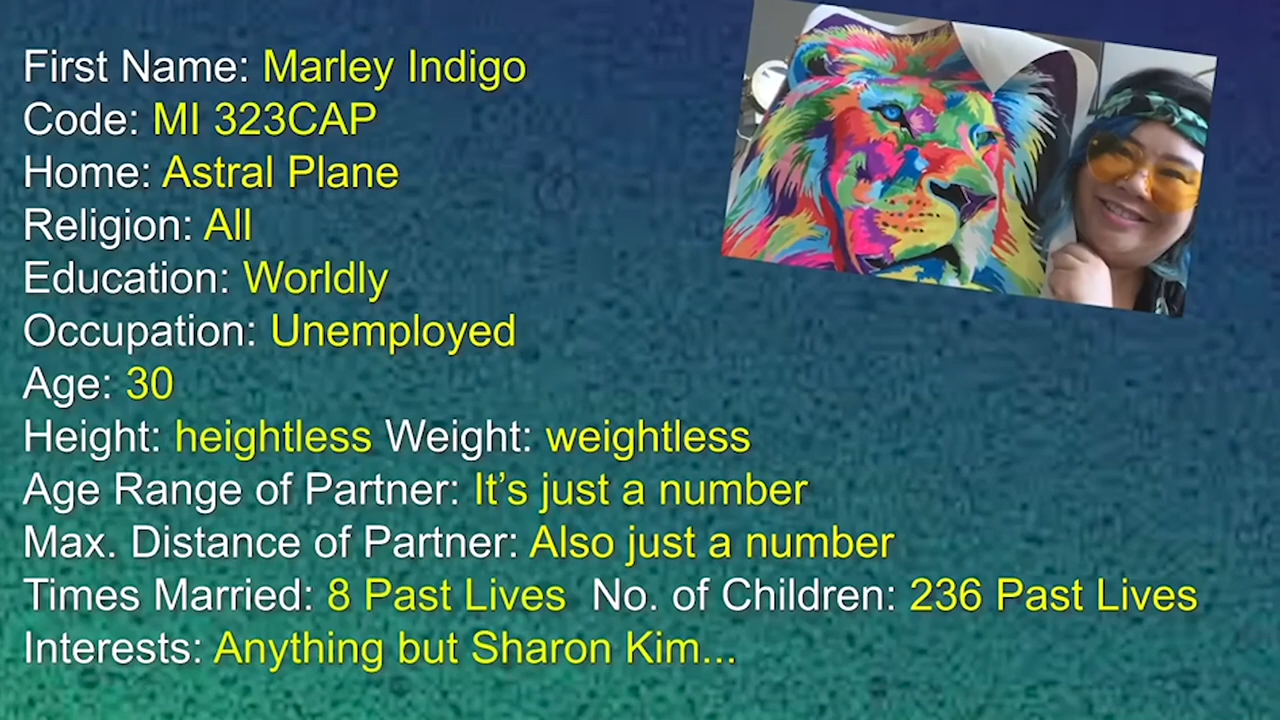 First Name: Marley Indigo
Code: MI 323CAP
Home: Astral Plane
Religion: All
Education: Worldly
Occupation: Unemployed
Age: 30
Height: heightless Weight: weightless
Age Range of Partner: It's just a number
Max. Distance of Partner: Also just a number
Times Married: 8 Past Lives No. of Children: 236 Past Lives
Interests: Anything but Sharon Kim...